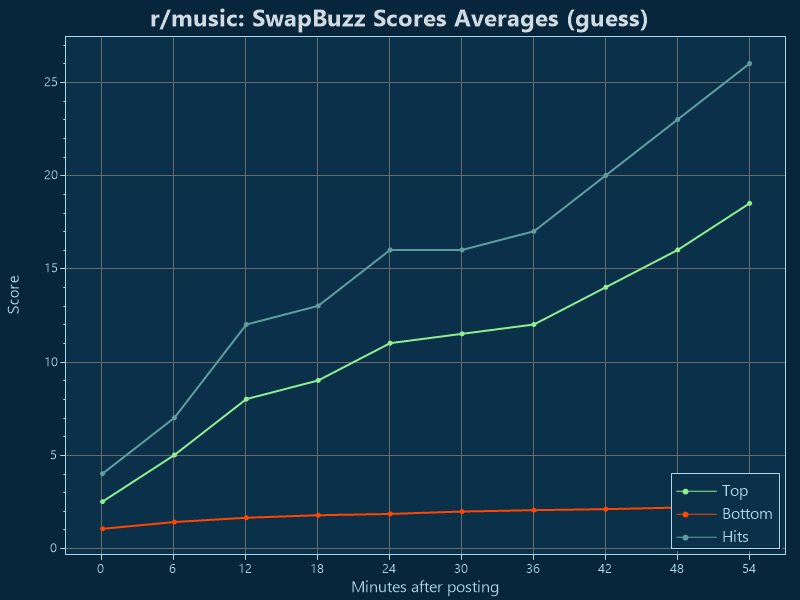 r/music: SwapBuzz Scores Averages (guess)
25
20
15
10
5
0
Score
Top
Bottom
Hits
0 6 12 18 24 30 36 42 48 54
Minutes after posting